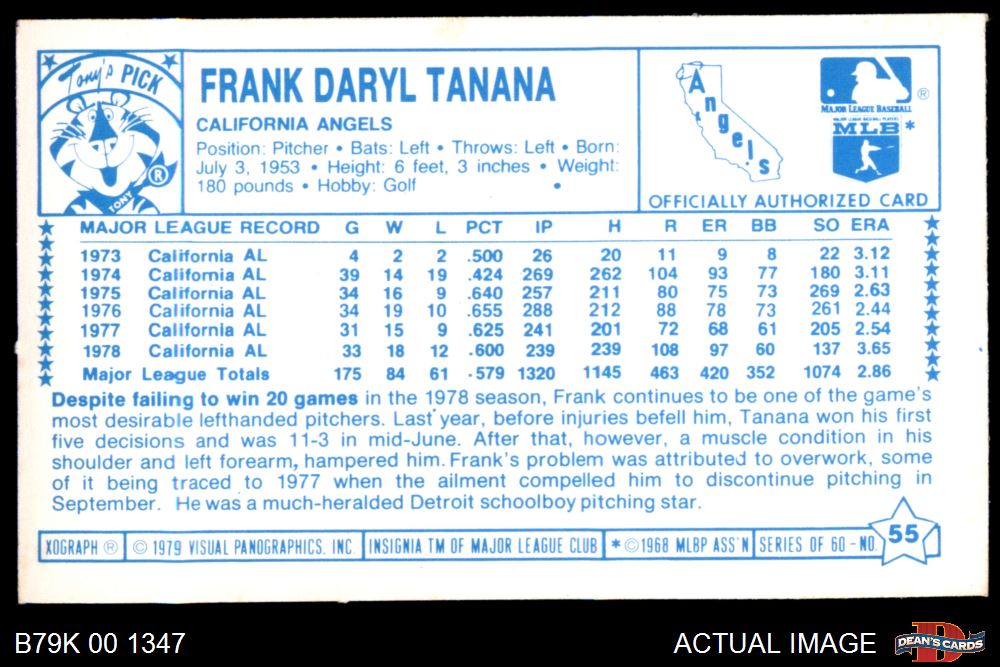 Tony's PICK
TONY
®
FRANK DARYL TANANA
CALIFORNIA ANGELS
Position: Pitcher • Bats: Left • Throws: Left • Born:
July 3, 1953 • Height: 6 feet, 3 inches • Weight:
180 pounds • Hobby: Golf
Angels
®
MAJOR LEAGUE BASEBALL
MAJOR LEAGUE BASEBALL PLAYERS
MLB *
OFFICIALLY AUTHORIZED CARD
MAJOR LEAGUE RECORD G W L PCT IP H R ER BB SO ERA
1973 California AL 4 2 2 .500 26 20 11 9 8 22 3.12
1974 California AL 39 14 19 .424 269 262 104 93 77 180 3.11
1975 California AL 34 16 9 .640 257 211 80 75 73 269 2.63
1976 California AL 34 19 10 .655 288 212 88 78 73 261 2.44
1977 California AL 31 15 9 .625 241 201 72 68 61 205 2.54
1978 California AL 33 18 12 .600 239 239 108 97 60 137 3.65
Major League Totals 175 84 61 .579 1320 1145 463 420 352 1074 2.86
Despite failing to win 20 games in the 1978 season, Frank continues to be one of the game's
most desirable lefthanded pitchers. Last year, before injuries befell him, Tanana won his first
five decisions and was 11-3 in mid-June. After that, however, a muscle condition in his
shoulder and left forearm, hampered him. Frank's problem was attributed to overwork, some
of it being traced to 1977 when the ailment compelled him to discontinue pitching in
September. He was a much-heralded Detroit schoolboy pitching star.
XOGRAPH ® © 1979 VISUAL PANOGRAPHICS, INC. INSIGNIA TM OF MAJOR LEAGUE CLUB * © 1968 MLBP ASS'N SERIES OF 60 - NO. 55
B79K 00 1347 ACTUAL IMAGE DEAN'S CARDS